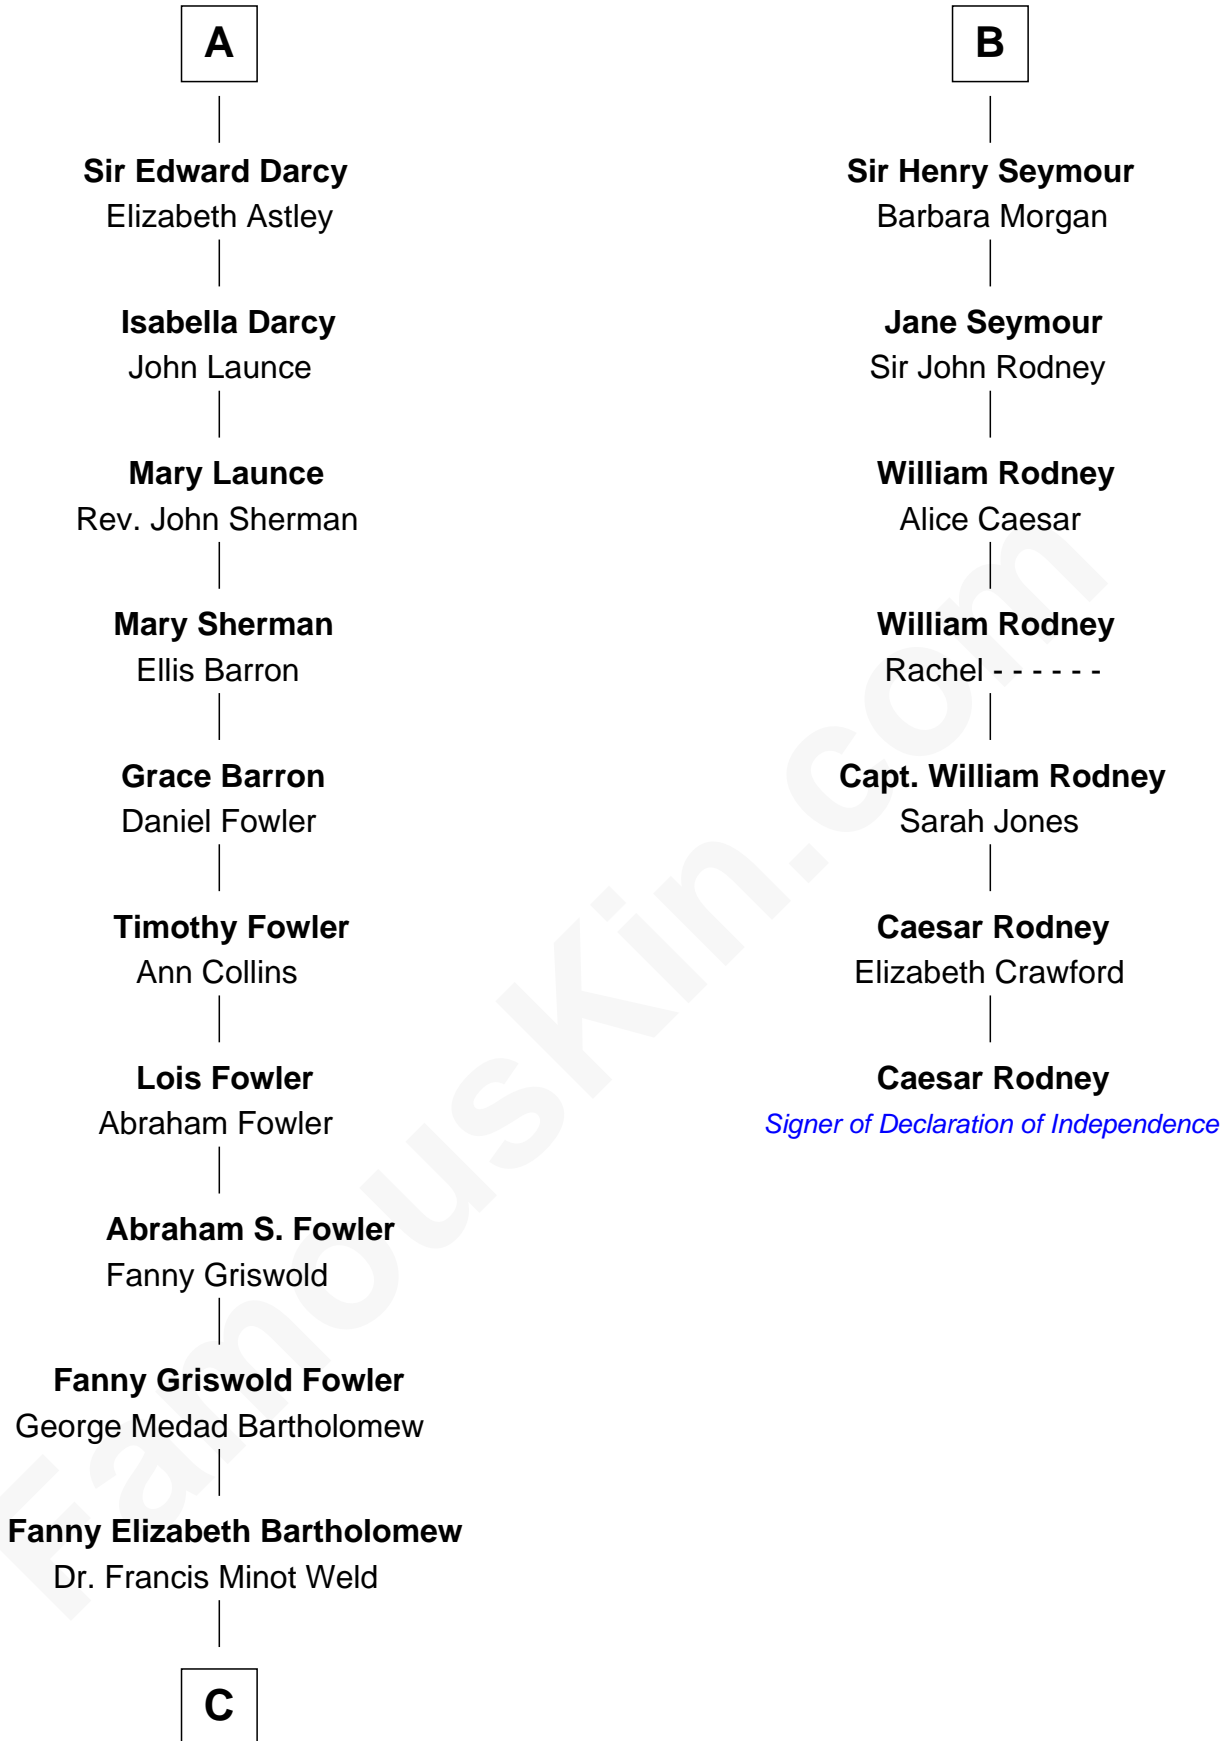 A
Sir Edward Darcy
Elizabeth Astley
Isabella Darcy
John Launce
Mary Launce
Rev. John Sherman
Mary Sherman
Ellis Barron
Grace Barron
Daniel Fowler
Timothy Fowler
Ann Collins
Lois Fowler
Abraham Fowler
Abraham S. Fowler
Fanny Griswold
Fanny Griswold Fowler
George Medad Bartholomew
Fanny Elizabeth Bartholomew
Dr. Francis Minot Weld
C
B
Sir Henry Seymour
Barbara Morgan
Jane Seymour
Sir John Rodney
William Rodney
Alice Caesar
William Rodney
Rachel - - - - - -
Capt. William Rodney
Sarah Jones
Caesar Rodney
Elizabeth Crawford
Caesar Rodney
Signer of Declaration of Independence
FamousKin.com